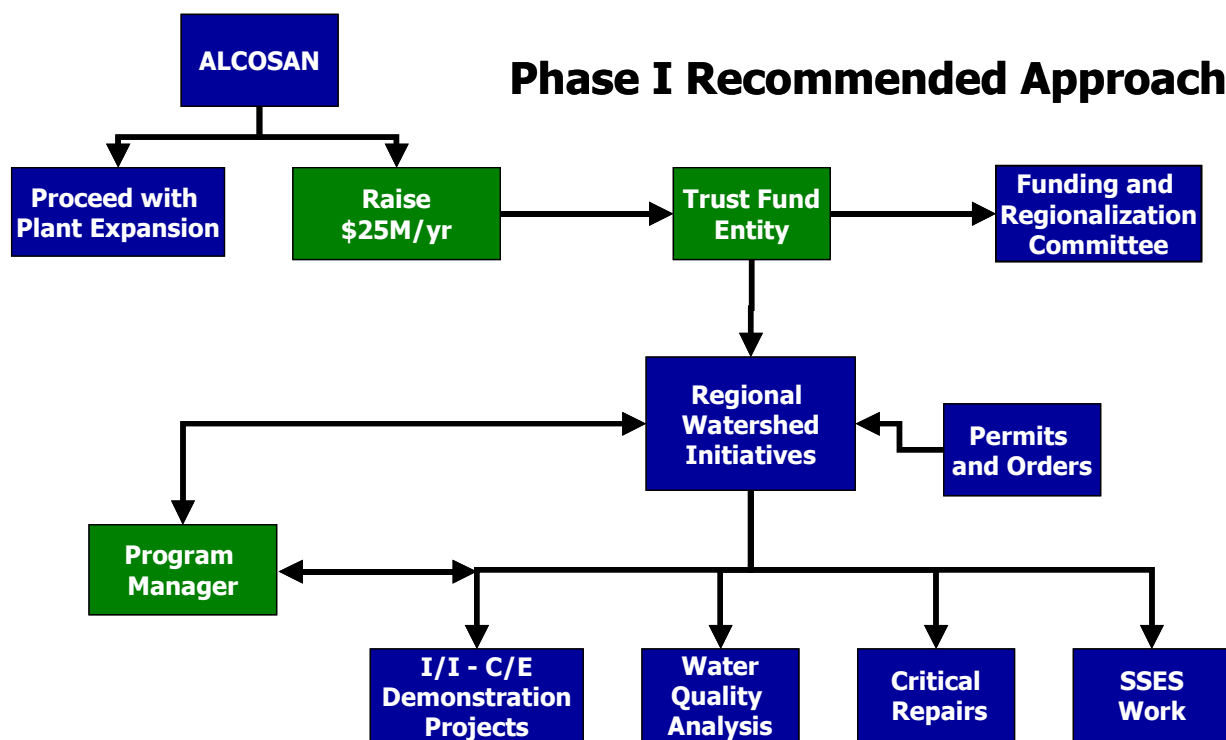 ALCOSAN
Phase I Recommended Approach
Proceed with
Plant Expansion
Raise
$25M/yr
Trust Fund
Entity
Funding and
Regionalization
Committee
Regional
Watershed
Initiatives
Permits
and Orders
Program
Manager
I/I - C/E
Demonstration
Projects
Water
Quality
Analysis
Critical
Repairs
SSES
Work